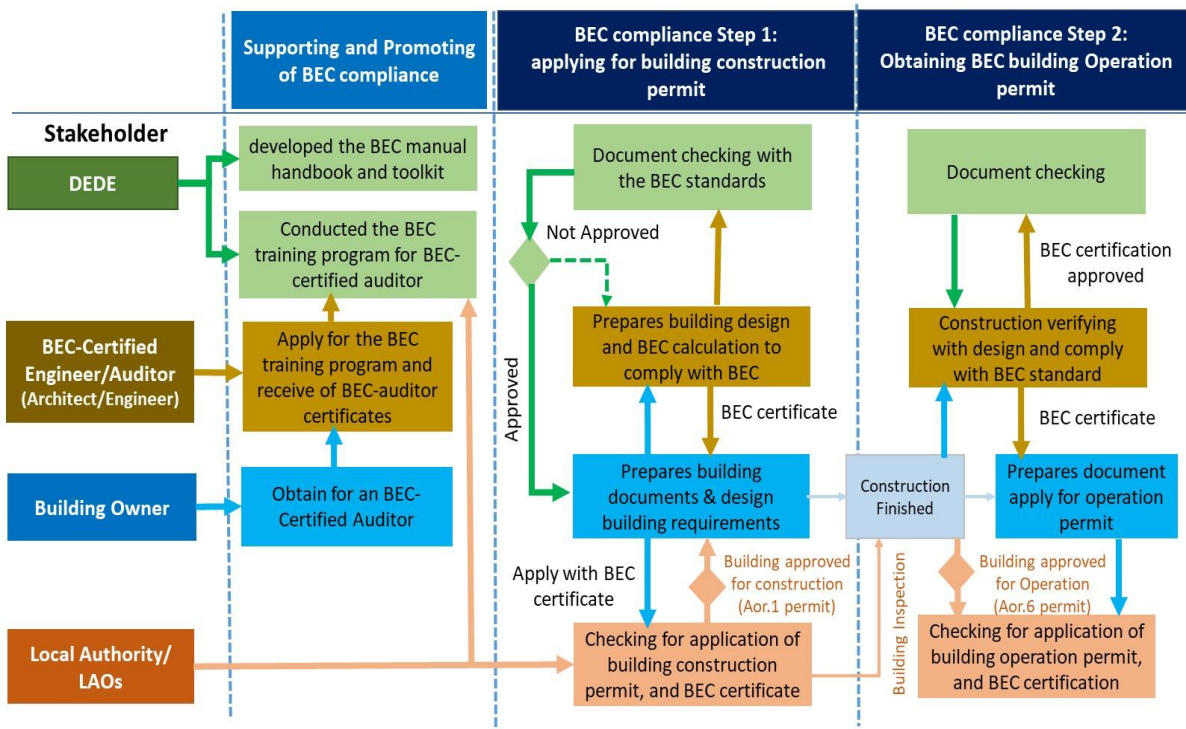 Supporting and Promoting
of BEC compliance
BEC compliance Step 1:
applying for building construction
permit
BEC compliance Step 2:
Obtaining BEC building Operation
permit
Stakeholder
DEDE
developed the BEC manual
handbook and toolkit
Conducted the BEC
training program for BEC-
certified auditor
Document checking with
the BEC standards
Not Approved
Approved
Document checking
BEC certification
approved
BEC-Certified
Engineer/Auditor
(Architect/Engineer)
Apply for the BEC
training program and
receive of BEC-auditor
certificates
Prepares building design
and BEC calculation to
comply with BEC
BEC certificate
Construction verifying
with design and comply
with BEC standard
BEC certificate
Building Owner
Obtain for an BEC-
Certified Auditor
Prepares building
documents & design
building requirements
Construction
Finished
Prepares document
apply for operation
permit
Apply with BEC
certificate
Building approved
for construction
(Aor.1 permit)
Building Inspection
Building approved
for Operation
(Aor.6 permit)
Local Authority/
LAOs
Checking for application of
building construction
permit, and BEC certificate
Checking for application of
building operation permit,
and BEC certification